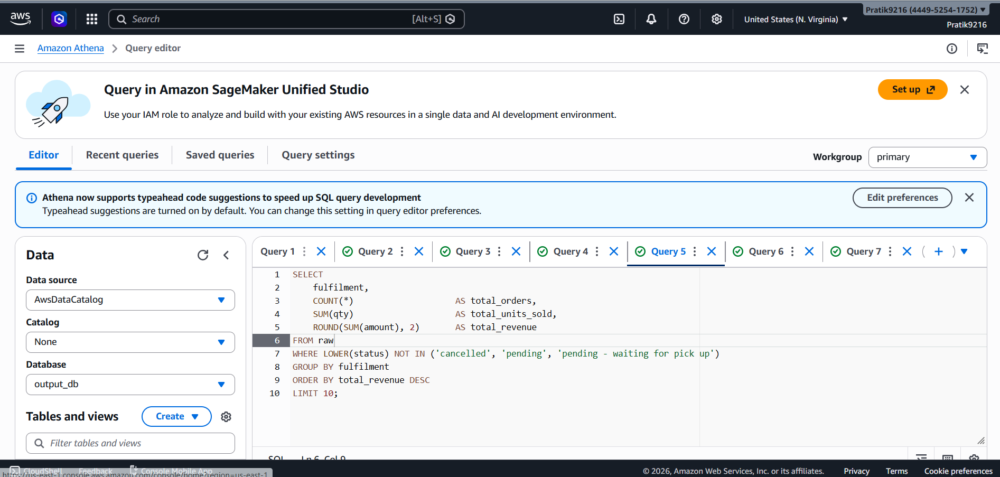 aws
Search [Alt+S]
United States (N. Virginia)
Pratik9216 (4449-5254-1752)
Pratik9216
Amazon Athena > Query editor
Query in Amazon SageMaker Unified Studio
Set up
Use your IAM role to analyze and build with your existing AWS resources in a single data and AI development environment.
Editor
Recent queries
Saved queries
Query settings
Workgroup
primary
Athena now supports typeahead code suggestions to speed up SQL query development
Typeahead suggestions are turned on by default. You can change this setting in query editor preferences.
Edit preferences
Data
Data source
AwsDataCatalog
Catalog
None
Database
output_db
Tables and views
Create
Filter tables and views
Query 1
Query 2
Query 3
Query 4
Query 5
Query 6
Query 7
1 SELECT
2 fulfilment,
3 COUNT(*) AS total_orders,
4 SUM(qty) AS total_units_sold,
5 ROUND(SUM(amount), 2) AS total_revenue
6 FROM raw
7 WHERE LOWER(status) NOT IN ('cancelled', 'pending', 'pending - waiting for pick up')
8 GROUP BY fulfilment
9 ORDER BY total_revenue DESC
10 LIMIT 10;
SQL Ln 6, Col 9
CloudShell
Feedback
Console Mobile App
https://us-east-1.console.aws.amazon.com/console/home?region=us-east-1
© 2026, Amazon Web Services, Inc. or its affiliates.
Privacy
Terms
Cookie preferences